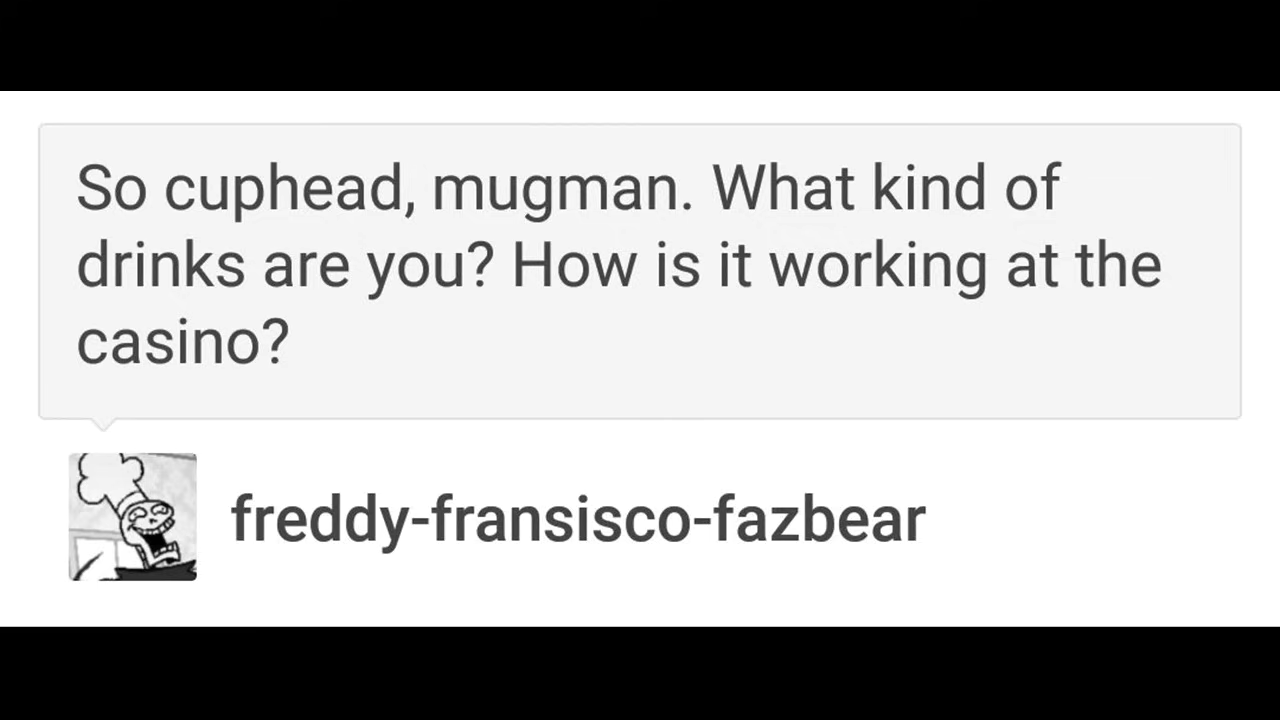 So cuphead, mugman. What kind of
drinks are you? How is it working at the
casino?
freddy-fransisco-fazbear